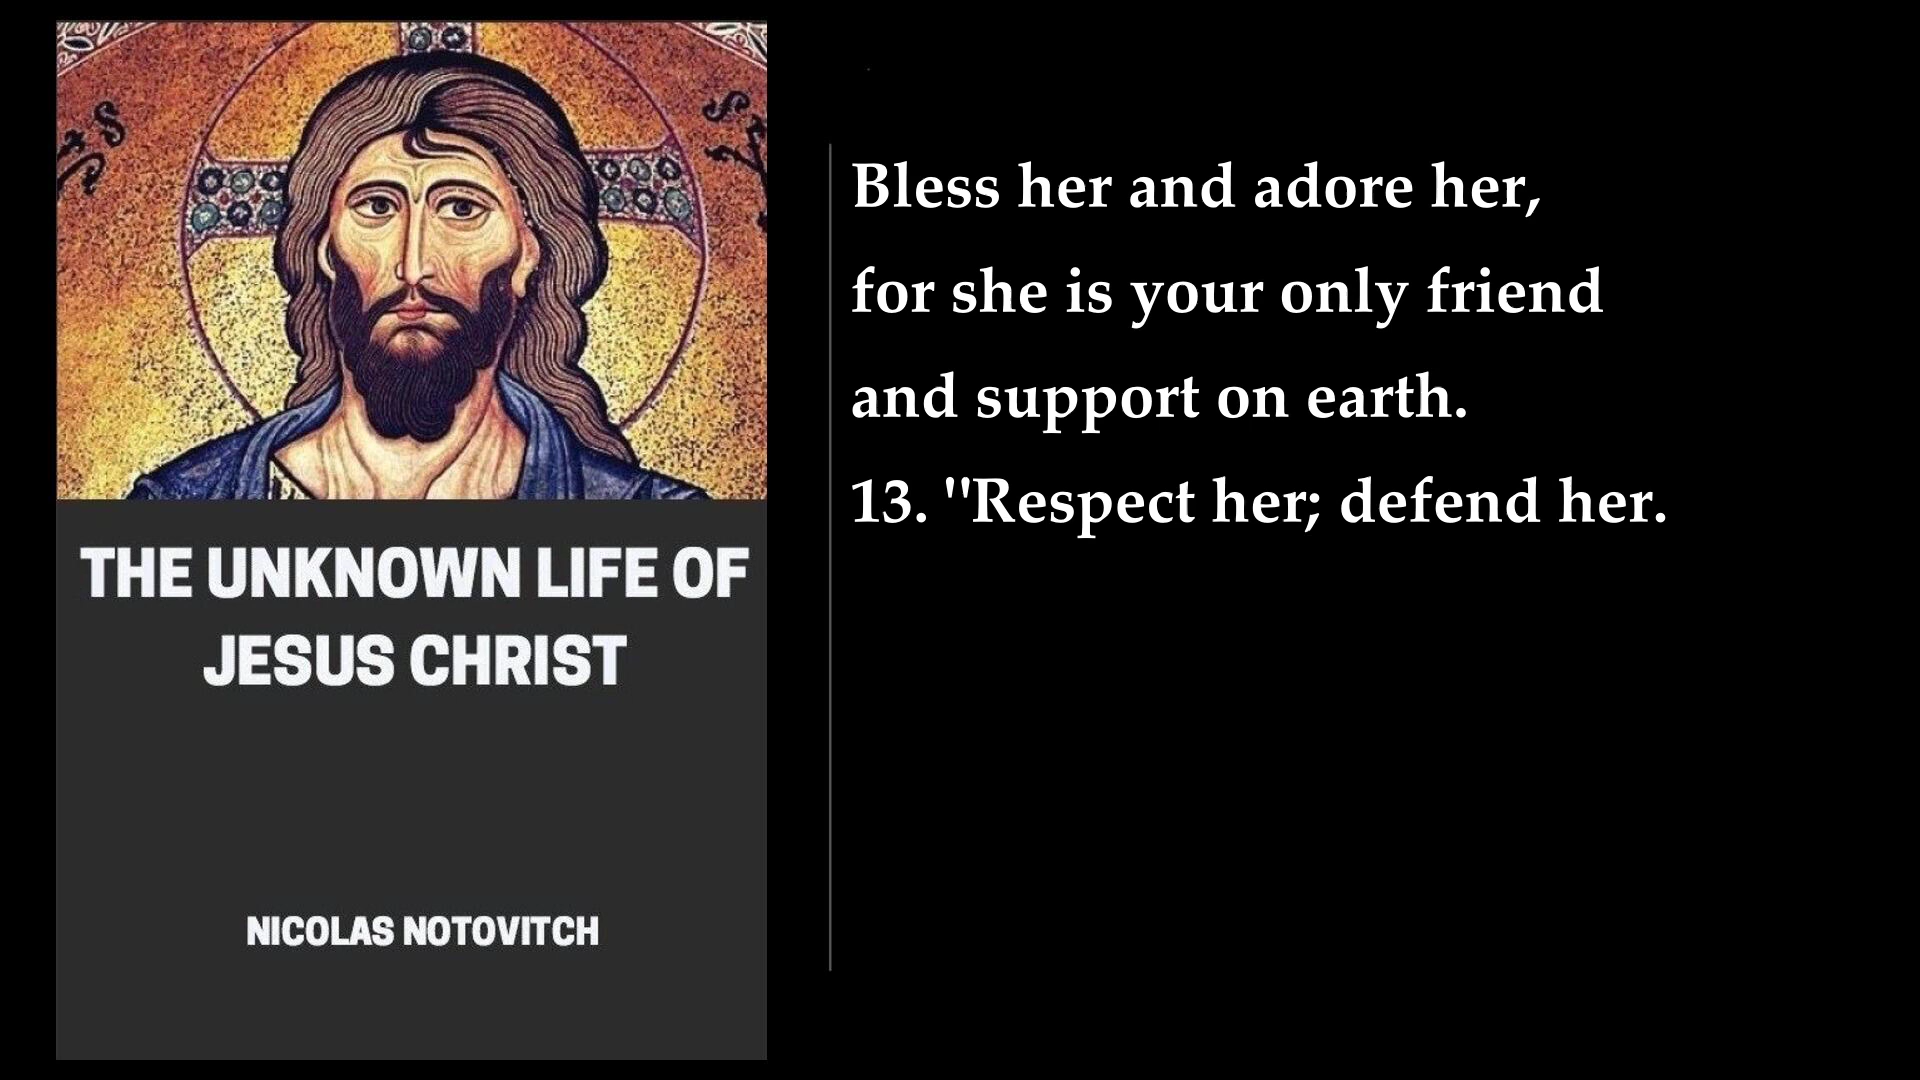 THE UNKNOWN LIFE OF
JESUS CHRIST
NICOLAS NOTOVITCH
Bless her and adore her,
for she is your only friend
and support on earth.
13. "Respect her; defend her.